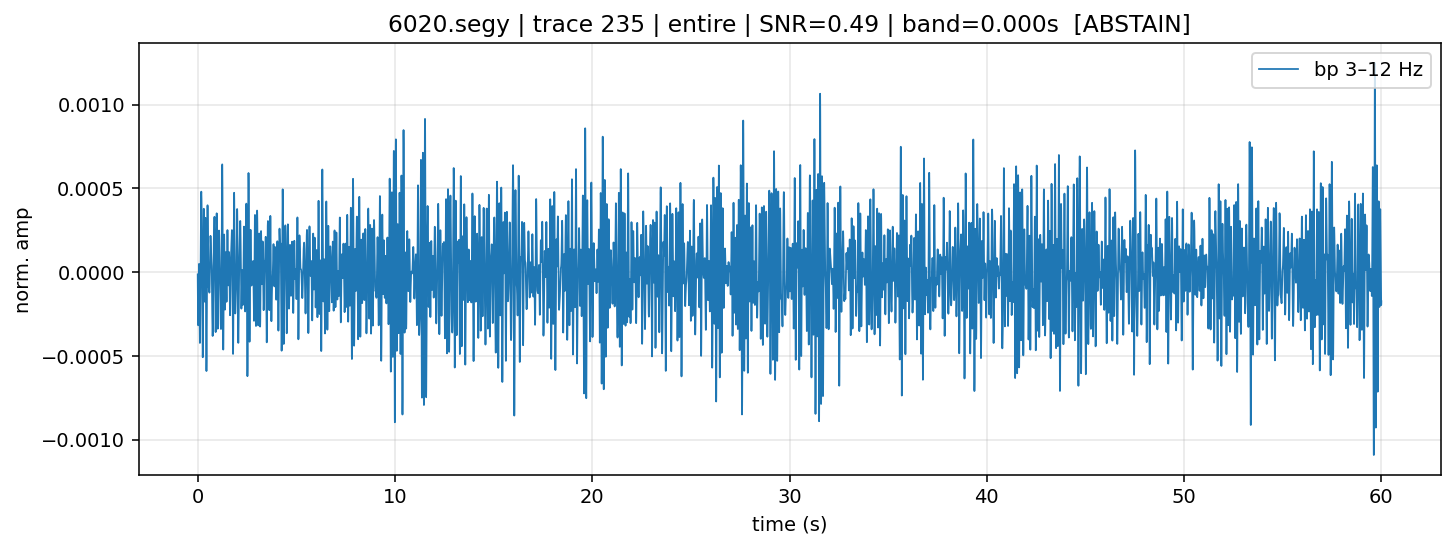 6020.segy | trace 235 | entire | SNR=0.49 | band=0.000s  [ABSTAIN]
bp 3–12 Hz
norm. amp
0.0010
0.0005
0.0000
−0.0005
−0.0010
0 10 20 30 40 50 60
time (s)